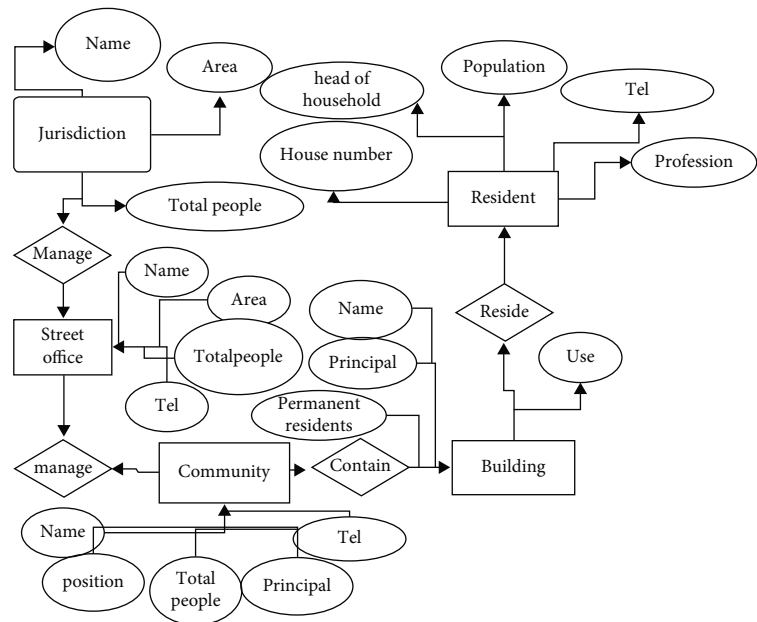 Name
Area
head of
household
Population
Tel
Jurisdiction
House number
Profession
Resident
Total people
Manage
Name
Area
Name
Reside
Street
office
Totalpeople
Principal
Use
Tel
Permanent
residents
manage
Community
Contain
Building
Name
Tel
position
Total
people
Principal